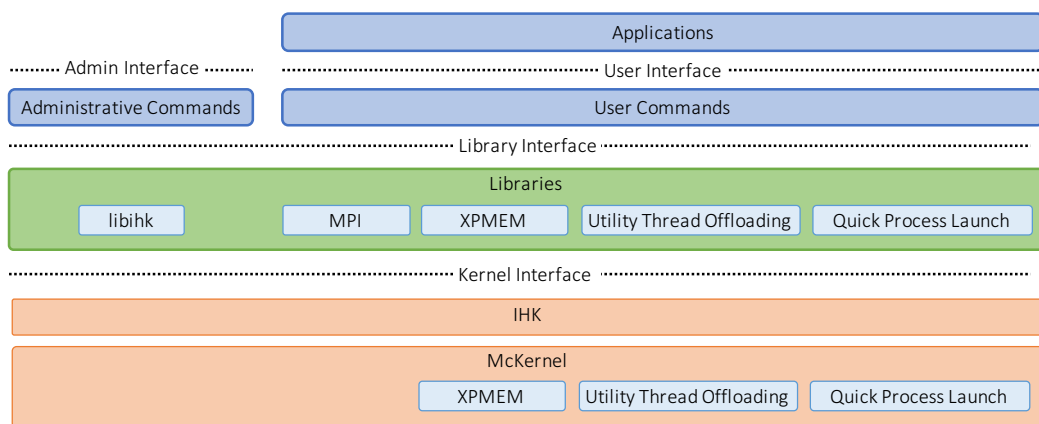 Applications
Admin Interface
User Interface
Administrative Commands
User Commands
Library Interface
Libraries
libihk
MPI
XPMEM
Utility Thread Offloading
Quick Process Launch
Kernel Interface
IHK
McKernel
XPMEM
Utility Thread Offloading
Quick Process Launch